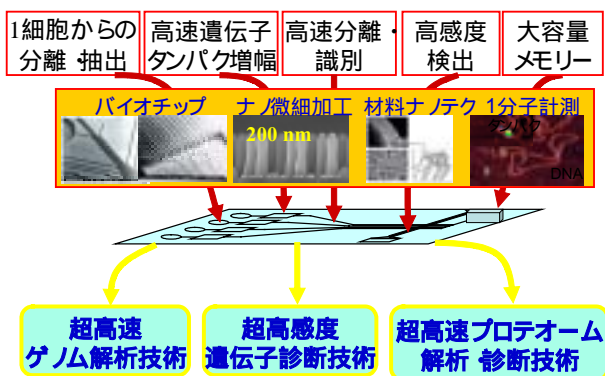 1細胞からの
分離・抽出
高速遺伝子
タンパク増幅
高速分離・
識別
高感度
検出
大容量
メモリー
バイオチップ
ナノ微細加工
材料ナノテク
1分子計測
200 nm
タンパク
DNA
超高速
ゲノム解析技術
超高感度
遺伝子診断技術
超高速プロテオーム
解析・診断技術